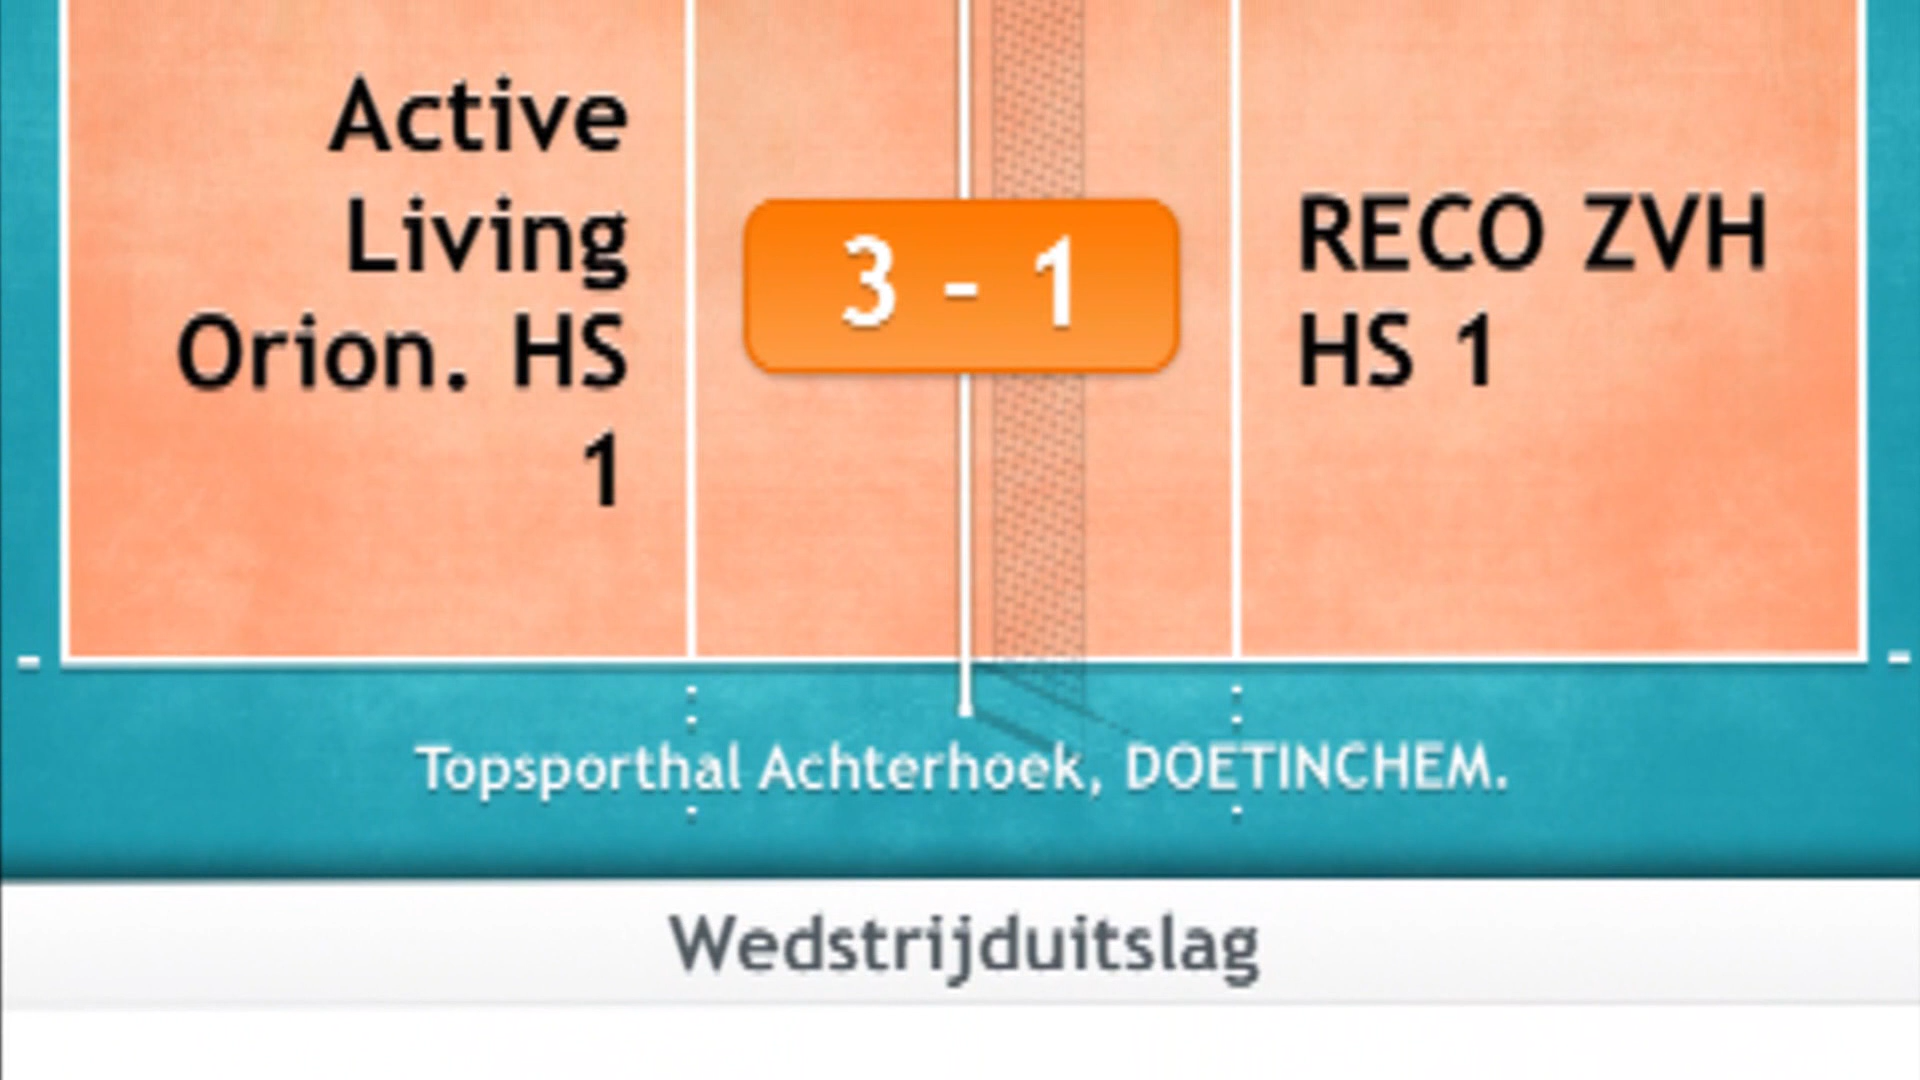 Active
Living
Orion. HS
1
3 - 1
RECO ZVH
HS 1
Topsporthal Achterhoek, DOETINCHEM.
Wedstrijduitslag